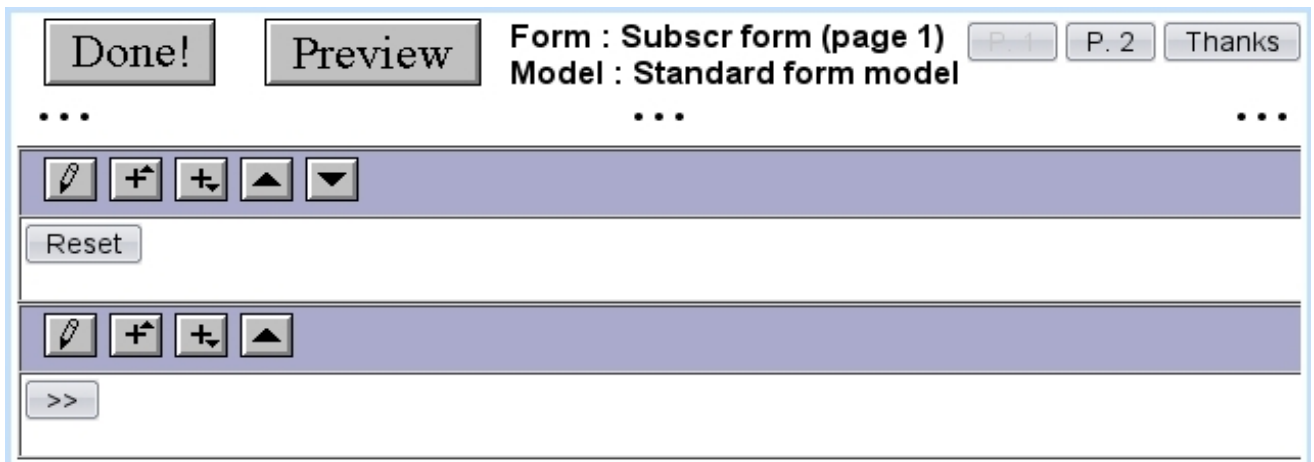 Done! Preview Form : Subscr form (page 1) P. 1 P. 2 Thanks
Model : Standard form model
... ... ...
Reset
>>